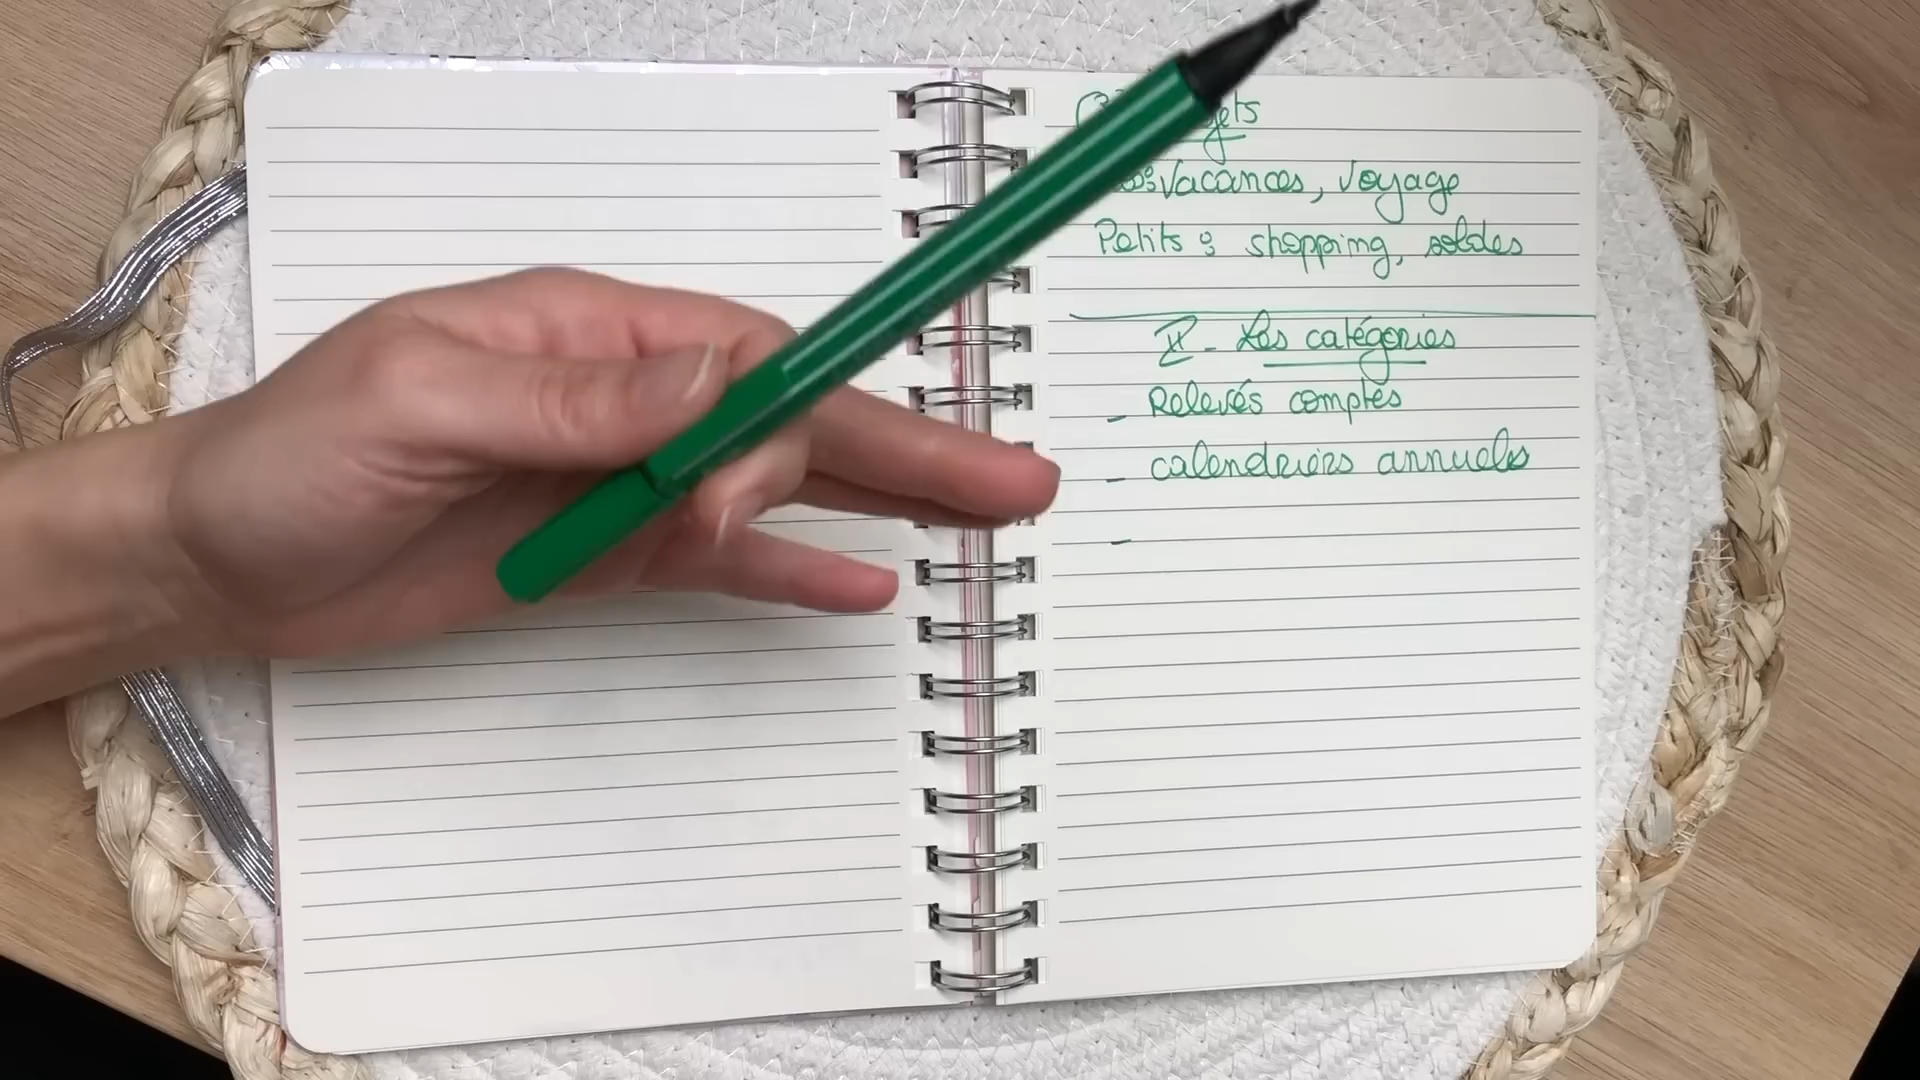 Vacances, voyage
Petits : shopping, soldes
II - Les catégories
- Relevés comptes
- calendriers annuels
-